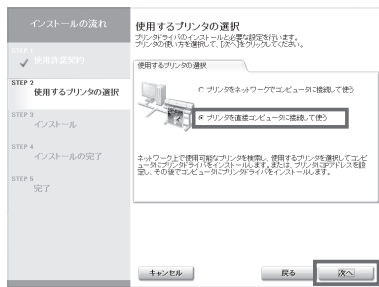 インストールの流れ
STEP 1
使用許諾契約
STEP 2
使用するプリンタの選択
STEP 3
インストール
STEP 4
インストールの完了
STEP 5
完了
使用するプリンタの選択
プリンタドライバのインストールと必要な設定を行います。
プリンタの使い方を選択して、[次へ]をクリックしてください。
使用するプリンタの選択
プリンタをネットワークでコンピュータに接続して使う
プリンタを直接コンピュータに接続して使う
ネットワーク上で使用可能なプリンタを検索し、使用するプリンタを選択してコンピ
ュータにプリンタドライバをインストールします。または、プリンタにIPアドレスを設
定し、その後でコンピュータにプリンタドライバをインストールします。
キャンセル
戻る
次へ